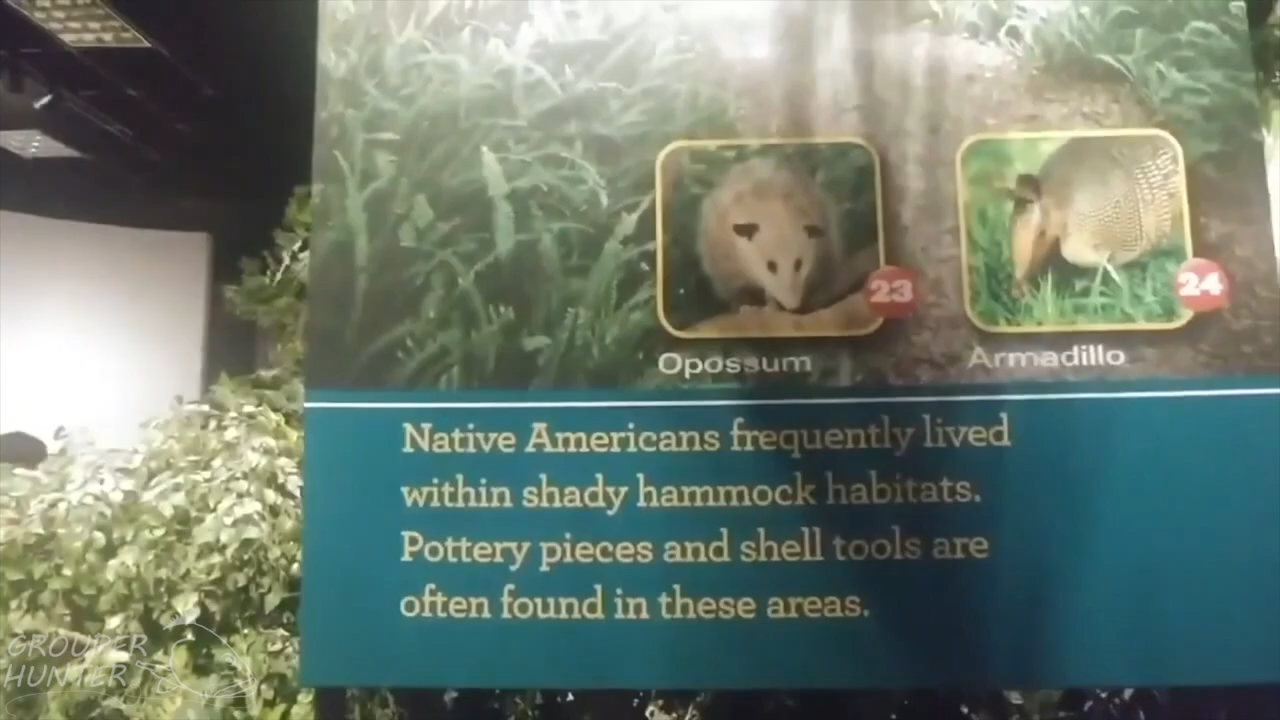 23
24
Opossum
Armadillo
Native Americans frequently lived
within shady hammock habitats.
Pottery pieces and shell tools are
often found in these areas.
GROUPER
HUNTER